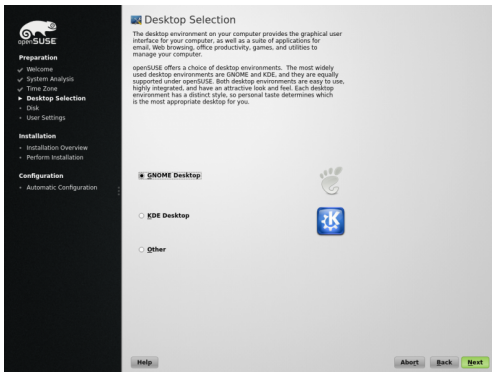 openSUSE
Preparation
Welcome
System Analysis
Time Zone
Desktop Selection
Disk
User Settings
Installation
Installation Overview
Perform Installation
Configuration
Automatic Configuration
Desktop Selection
The desktop environment on your computer provides the graphical user
interface for your computer, as well as a suite of applications for
email, Web browsing, office productivity, games, and utilities to
manage your computer.
openSUSE offers a choice of desktop environments. The most widely
used desktop environments are GNOME and KDE, and they are equally
supported under openSUSE. Both desktop environments are easy to use,
highly integrated, and have an attractive look and feel. Each desktop
environment has a distinct style, so personal taste determines which
is the most appropriate desktop for you.
GNOME Desktop
KDE Desktop
K
Other
Help
Abort
Back
Next